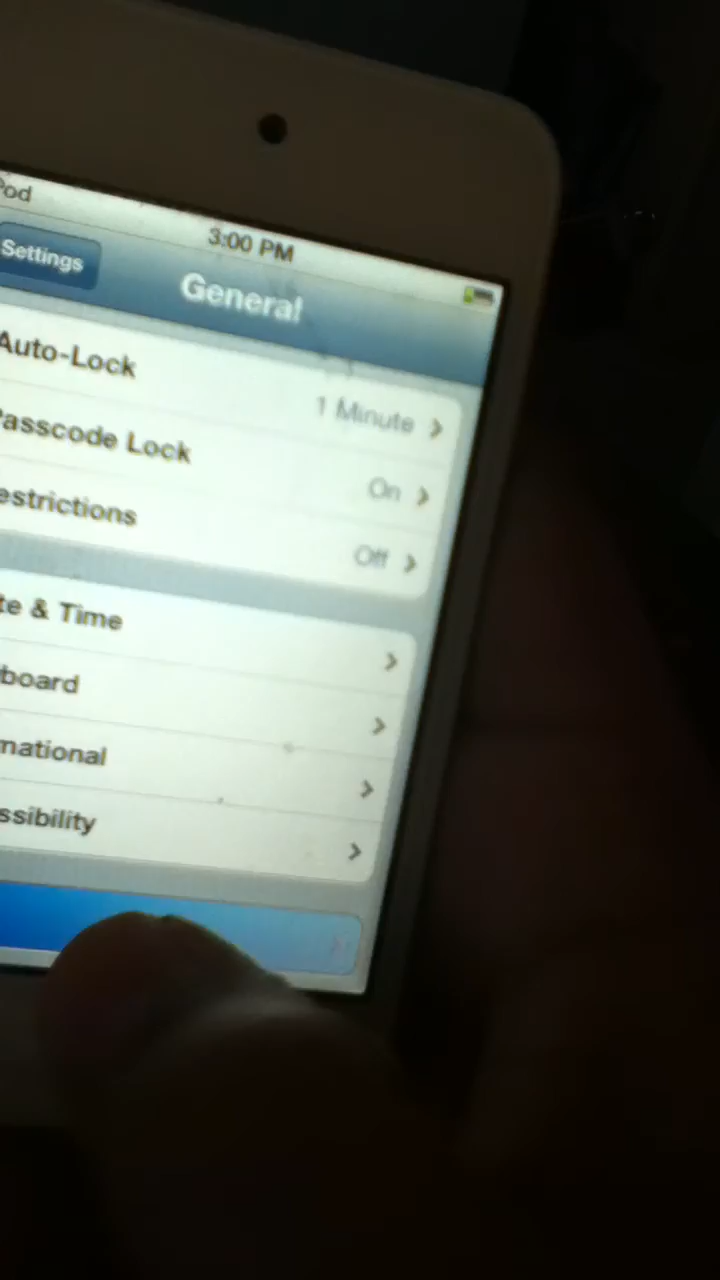 Pod
3:00 PM
Settings
General
Auto-Lock
1 Minute
Passcode Lock
On
estrictions
Off
te & Time
board
national
ssibility